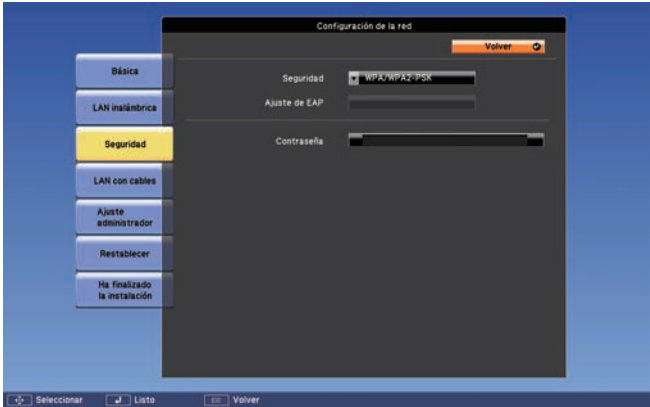 Configuración de la red
Volver
Básica
LAN inalámbrica
Seguridad
LAN con cables
Ajuste
administrador
Restablecer
Ha finalizado
la instalación
Seguridad WPA/WPA2-PSK
Ajuste de EAP
Contraseña
Seleccionar Listo Esc Volver